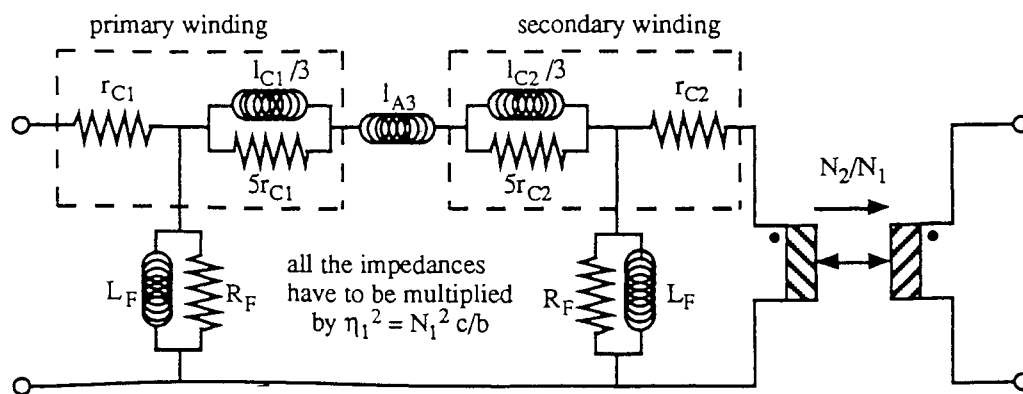 primary winding
secondary winding
r_C1
l_C1 /3
l_A3
l_C2 /3
r_C2
5r_C1
5r_C2
N_2/N_1
L_F
R_F
all the impedances
have to be multiplied
by η_1^2 = N_1^2 c/b
R_F
L_F